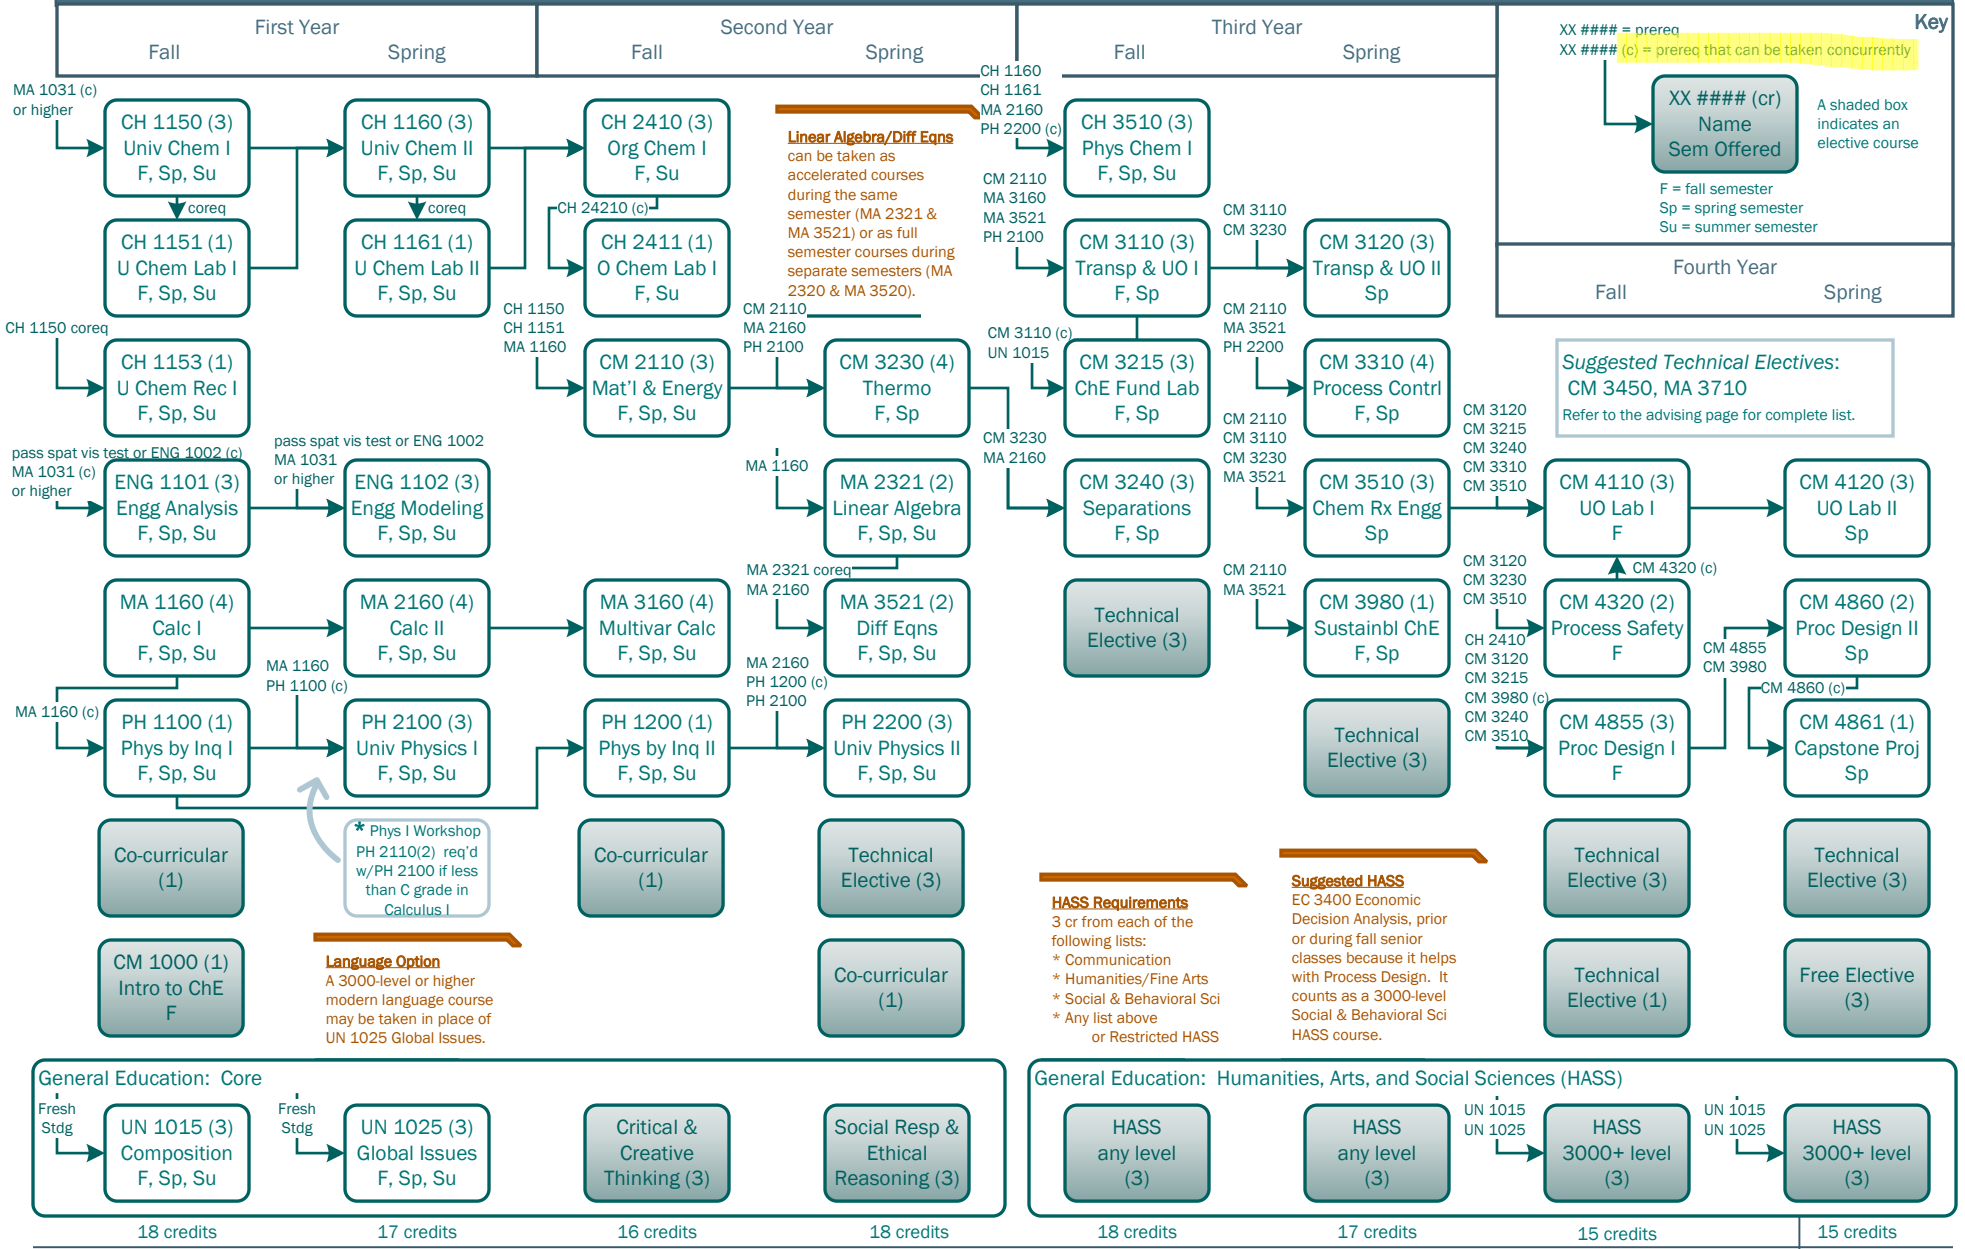 First Year
Fall
Spring
Second Year
Fall
Spring
Third Year
Fall
Spring
Key
XX #### = prereq
XX #### (c) = prereq that can be taken concurrently
XX #### (cr)
Name
Sem Offered
A shaded box
indicates an
elective course
F = fall semester
Sp = spring semester
Su = summer semester
Fourth Year
Fall
Spring
MA 1031 (c)
or higher
CH 1150 (3)
Univ Chem I
F, Sp, Su
coreq
CH 1151 (1)
U Chem Lab I
F, Sp, Su
CH 1150 coreq
CH 1153 (1)
U Chem Rec I
F, Sp, Su
pass spat vis test or ENG 1002 (c)
MA 1031 (c)
or higher
ENG 1101 (3)
Engg Analysis
F, Sp, Su
MA 1160 (4)
Calc I
F, Sp, Su
MA 1160 (c)
PH 1100 (1)
Phys by Inq I
F, Sp, Su
Co-curricular
(1)
CM 1000 (1)
Intro to ChE
F
CH 1160 (3)
Univ Chem II
F, Sp, Su
coreq
CH 1161 (1)
U Chem Lab II
F, Sp, Su
pass spat vis test or ENG 1002
MA 1031
or higher
ENG 1102 (3)
Engg Modeling
F, Sp, Su
MA 2160 (4)
Calc II
F, Sp, Su
MA 1160
PH 1100 (c)
PH 2100 (3)
Univ Physics I
F, Sp, Su
* Phys I Workshop
PH 2110(2) req'd
w/PH 2100 if less
than C grade in
Calculus I
Language Option
A 3000-level or higher
modern language course
may be taken in place of
UN 1025 Global Issues.
CH 2410 (3)
Org Chem I
F, Su
CH 24210 (c)
CH 2411 (1)
O Chem Lab I
F, Su
CH 1150
CH 1151
MA 1160
CM 2110 (3)
Mat'l & Energy
F, Sp, Su
MA 3160 (4)
Multivar Calc
F, Sp, Su
PH 1200 (1)
Phys by Inq II
F, Sp, Su
Co-curricular
(1)
Linear Algebra/Diff Eqns
can be taken as
accelerated courses
during the same
semester (MA 2321 &
MA 3521) or as full
semester courses during
separate semesters (MA
2320 & MA 3520).
CM 2110
MA 2160
PH 2100
CM 3230 (4)
Thermo
F, Sp
MA 1160
MA 2321 (2)
Linear Algebra
F, Sp, Su
MA 2321 coreq
MA 2160
MA 3521 (2)
Diff Eqns
F, Sp, Su
MA 2160
PH 1200 (c)
PH 2100
PH 2200 (3)
Univ Physics II
F, Sp, Su
Technical
Elective (3)
Co-curricular
(1)
CH 1160
CH 1161
MA 2160
PH 2200 (c)
CH 3510 (3)
Phys Chem I
F, Sp, Su
CM 2110
MA 3160
MA 3521
PH 2100
CM 3110 (3)
Transp & UO I
F, Sp
CM 3110 (c)
UN 1015
CM 3215 (3)
ChE Fund Lab
F, Sp
CM 3230
MA 2160
CM 3240 (3)
Separations
F, Sp
Technical
Elective (3)
HASS Requirements
3 cr from each of the
following lists:
* Communication
* Humanities/Fine Arts
* Social & Behavioral Sci
* Any list above
or Restricted HASS
CM 3110
CM 3230
CM 3120 (3)
Transp & UO II
Sp
CM 2110
MA 3521
PH 2200
CM 3310 (4)
Process Contrl
F, Sp
CM 2110
CM 3110
CM 3230
MA 3521
CM 3510 (3)
Chem Rx Engg
Sp
CM 2110
MA 3521
CM 3980 (1)
Sustainbl ChE
F, Sp
Technical
Elective (3)
Suggested HASS
EC 3400 Economic
Decision Analysis, prior
or during fall senior
classes because it helps
with Process Design. It
counts as a 3000-level
Social & Behavioral Sci
HASS course.
Suggested Technical Electives:
CM 3450, MA 3710
Refer to the advising page for complete list.
CM 3120
CM 3215
CM 3240
CM 3310
CM 3510
CM 4110 (3)
UO Lab I
F
CM 4320 (c)
CM 3120
CM 3230
CM 3510
CM 4320 (2)
Process Safety
F
CH 2410
CM 3120
CM 3215
CM 3980 (c)
CM 3240
CM 3510
CM 4855 (3)
Proc Design I
F
Technical
Elective (3)
Technical
Elective (1)
CM 4120 (3)
UO Lab II
Sp
CM 4855
CM 3980
CM 4860 (2)
Proc Design II
Sp
CM 4860 (c)
CM 4861 (1)
Capstone Proj
Sp
Technical
Elective (3)
Free Elective
(3)
General Education: Core
Fresh
Stdg
UN 1015 (3)
Composition
F, Sp, Su
Fresh
Stdg
UN 1025 (3)
Global Issues
F, Sp, Su
Critical &
Creative
Thinking (3)
Social Resp &
Ethical
Reasoning (3)
General Education: Humanities, Arts, and Social Sciences (HASS)
HASS
any level
(3)
HASS
any level
(3)
UN 1015
UN 1025
HASS
3000+ level
(3)
UN 1015
UN 1025
HASS
3000+ level
(3)
18 credits
17 credits
16 credits
18 credits
18 credits
17 credits
15 credits
15 credits